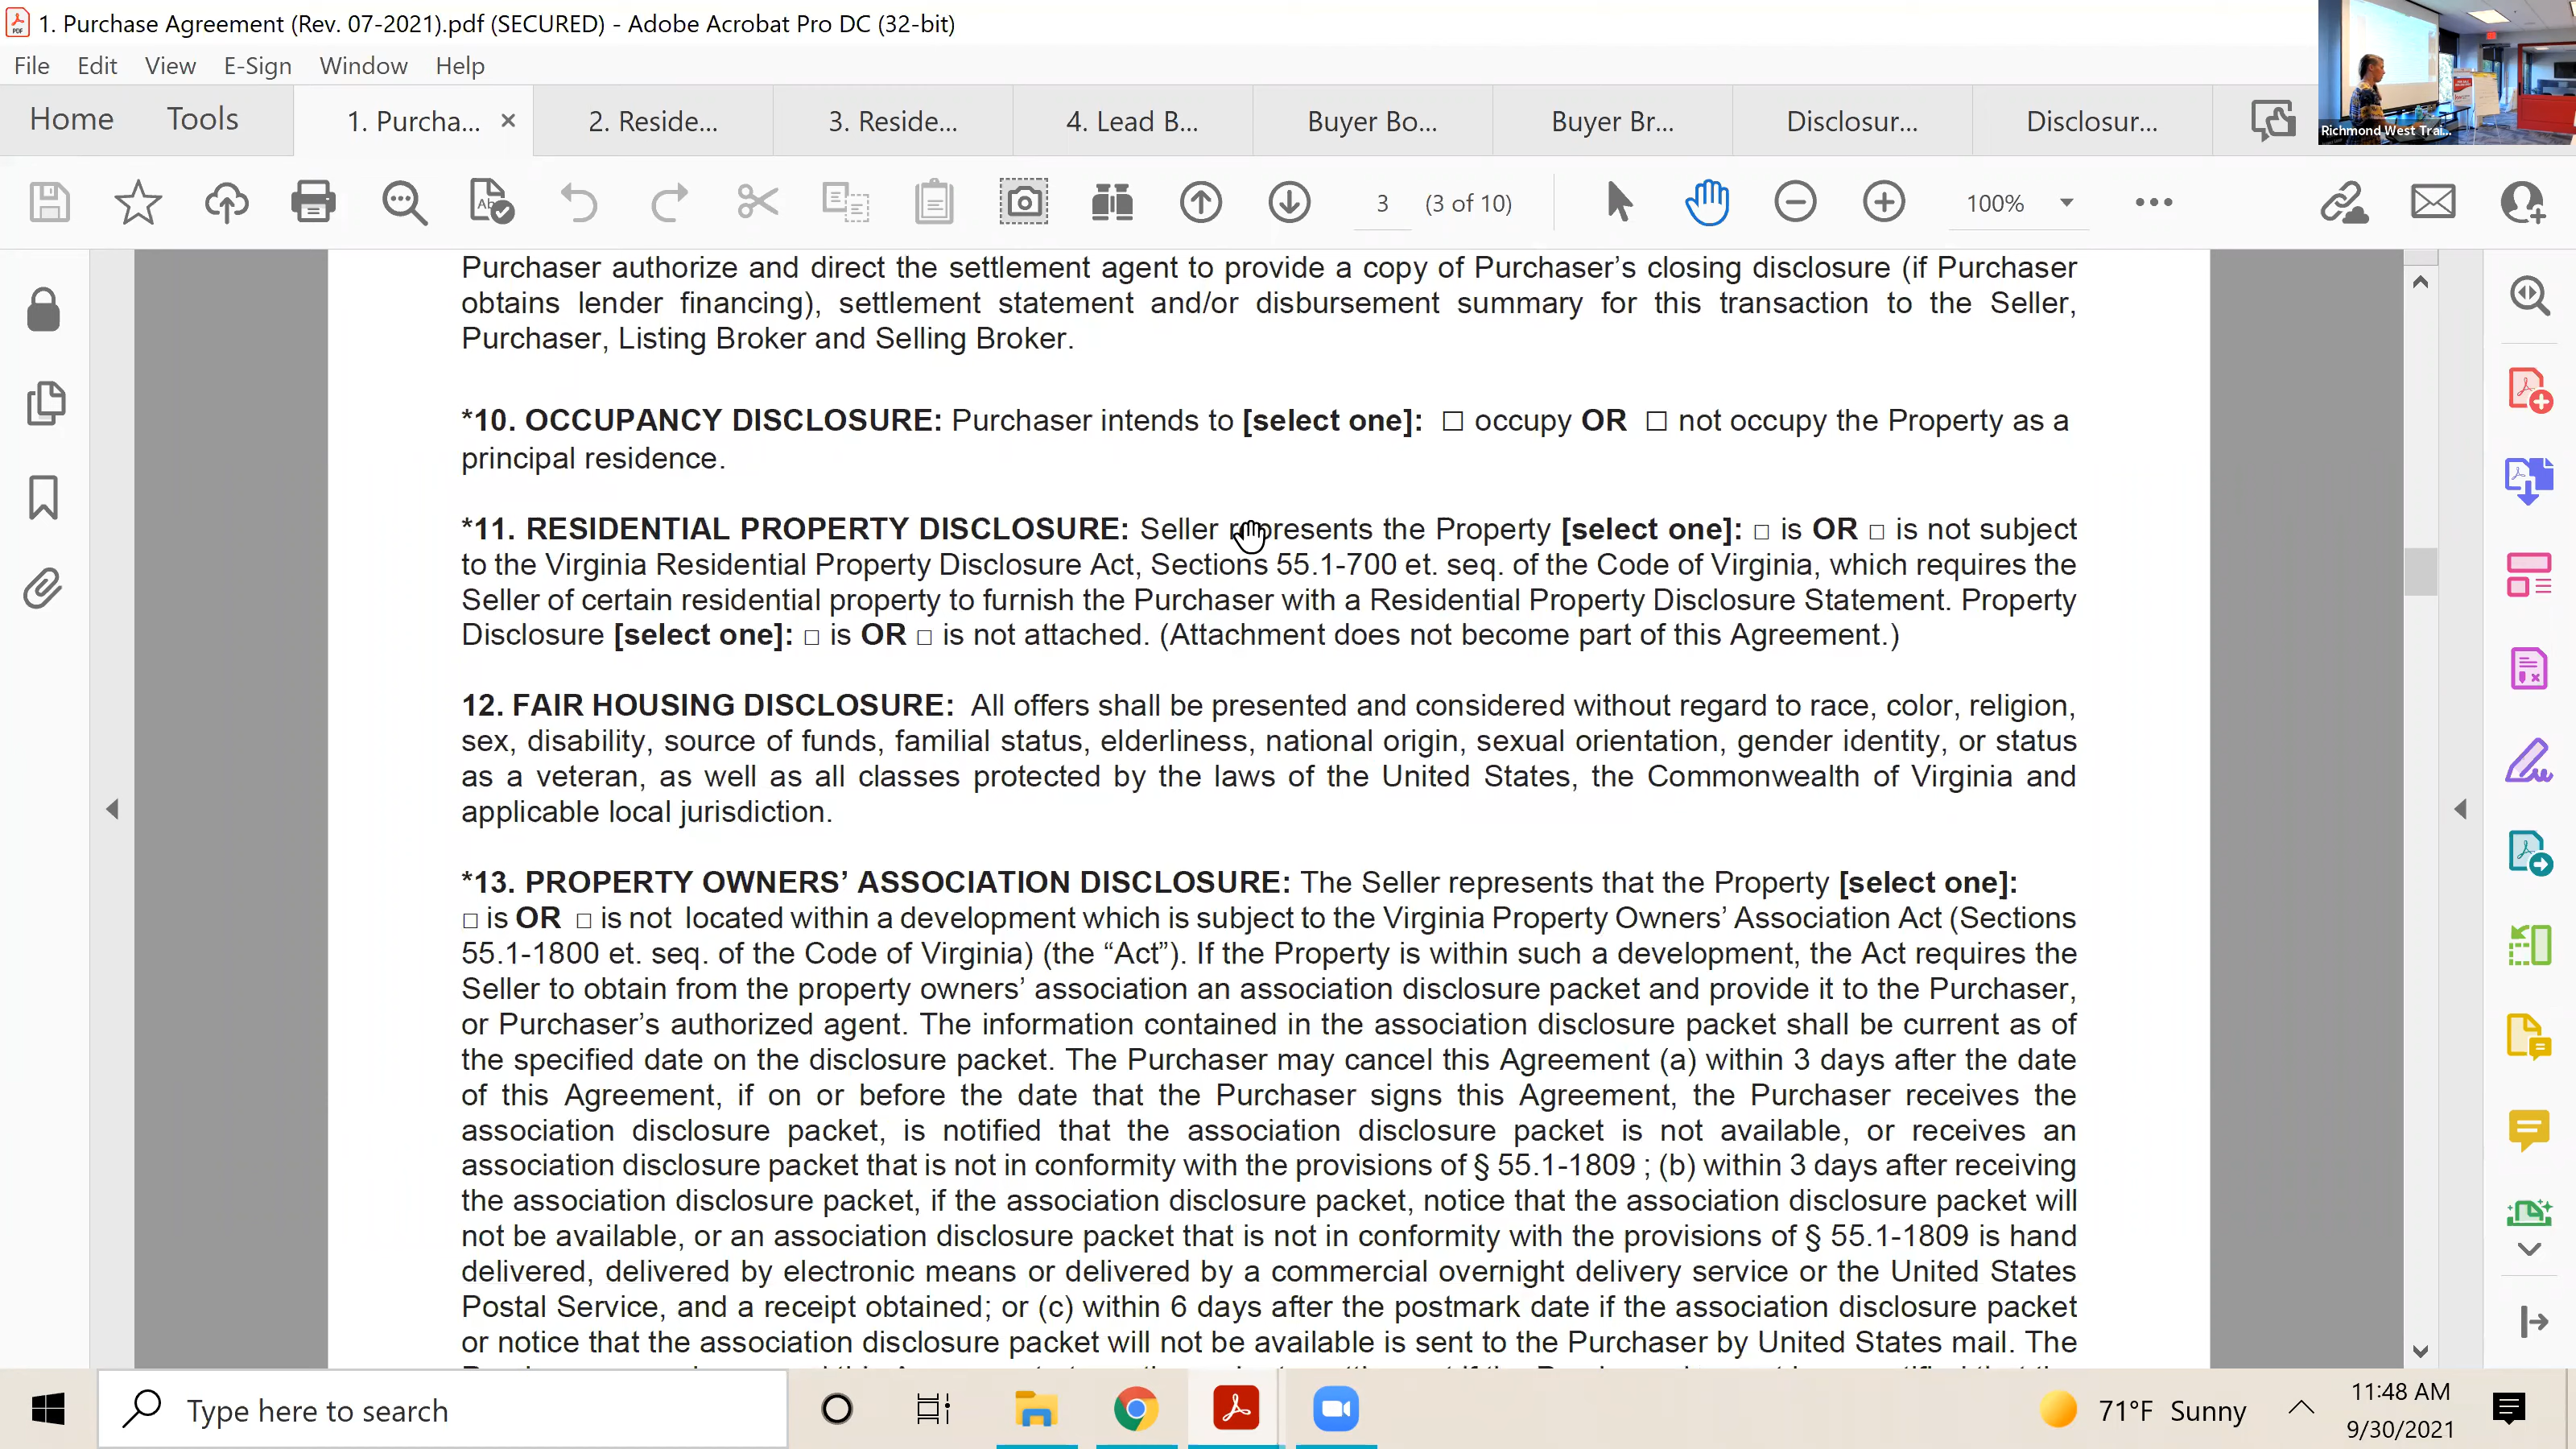 1. Purchase Agreement (Rev. 07-2021).pdf (SECURED) - Adobe Acrobat Pro DC (32-bit)
File Edit View E-Sign Window Help
Home Tools 1. Purcha... × 2. Reside... 3. Reside... 4. Lead B... Buyer Bo... Buyer Br... Disclosur... Disclosur...
Richmond West Trai...
3 (3 of 10) 100%
Purchaser authorize and direct the settlement agent to provide a copy of Purchaser’s closing disclosure (if Purchaser
obtains lender financing), settlement statement and/or disbursement summary for this transaction to the Seller,
Purchaser, Listing Broker and Selling Broker.
*10. OCCUPANCY DISCLOSURE: Purchaser intends to [select one]: □ occupy OR □ not occupy the Property as a
principal residence.
*11. RESIDENTIAL PROPERTY DISCLOSURE: Seller represents the Property [select one]: □ is OR □ is not subject
to the Virginia Residential Property Disclosure Act, Sections 55.1-700 et. seq. of the Code of Virginia, which requires the
Seller of certain residential property to furnish the Purchaser with a Residential Property Disclosure Statement. Property
Disclosure [select one]: □ is OR □ is not attached. (Attachment does not become part of this Agreement.)
12. FAIR HOUSING DISCLOSURE: All offers shall be presented and considered without regard to race, color, religion,
sex, disability, source of funds, familial status, elderliness, national origin, sexual orientation, gender identity, or status
as a veteran, as well as all classes protected by the laws of the United States, the Commonwealth of Virginia and
applicable local jurisdiction.
*13. PROPERTY OWNERS’ ASSOCIATION DISCLOSURE: The Seller represents that the Property [select one]:
□ is OR □ is not located within a development which is subject to the Virginia Property Owners’ Association Act (Sections
55.1-1800 et. seq. of the Code of Virginia) (the “Act”). If the Property is within such a development, the Act requires the
Seller to obtain from the property owners’ association an association disclosure packet and provide it to the Purchaser,
or Purchaser’s authorized agent. The information contained in the association disclosure packet shall be current as of
the specified date on the disclosure packet. The Purchaser may cancel this Agreement (a) within 3 days after the date
of this Agreement, if on or before the date that the Purchaser signs this Agreement, the Purchaser receives the
association disclosure packet, is notified that the association disclosure packet is not available, or receives an
association disclosure packet that is not in conformity with the provisions of § 55.1-1809 ; (b) within 3 days after receiving
the association disclosure packet, if the association disclosure packet, notice that the association disclosure packet will
not be available, or an association disclosure packet that is not in conformity with the provisions of § 55.1-1809 is hand
delivered, delivered by electronic means or delivered by a commercial overnight delivery service or the United States
Postal Service, and a receipt obtained; or (c) within 6 days after the postmark date if the association disclosure packet
or notice that the association disclosure packet will not be available is sent to the Purchaser by United States mail. The
Type here to search
71°F Sunny
11:48 AM
9/30/2021